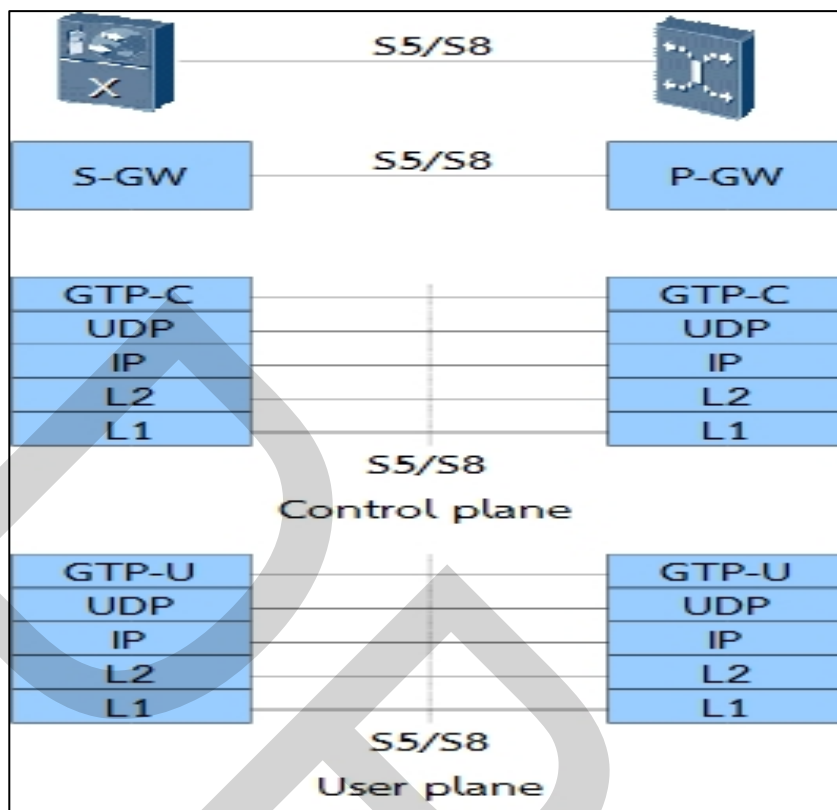 S5/S8
X
S-GW S5/S8 P-GW
GTP-C GTP-C
UDP UDP
IP IP
L2 L2
L1 L1
S5/S8
Control plane
GTP-U GTP-U
UDP UDP
IP IP
L2 L2
L1 L1
S5/S8
User plane